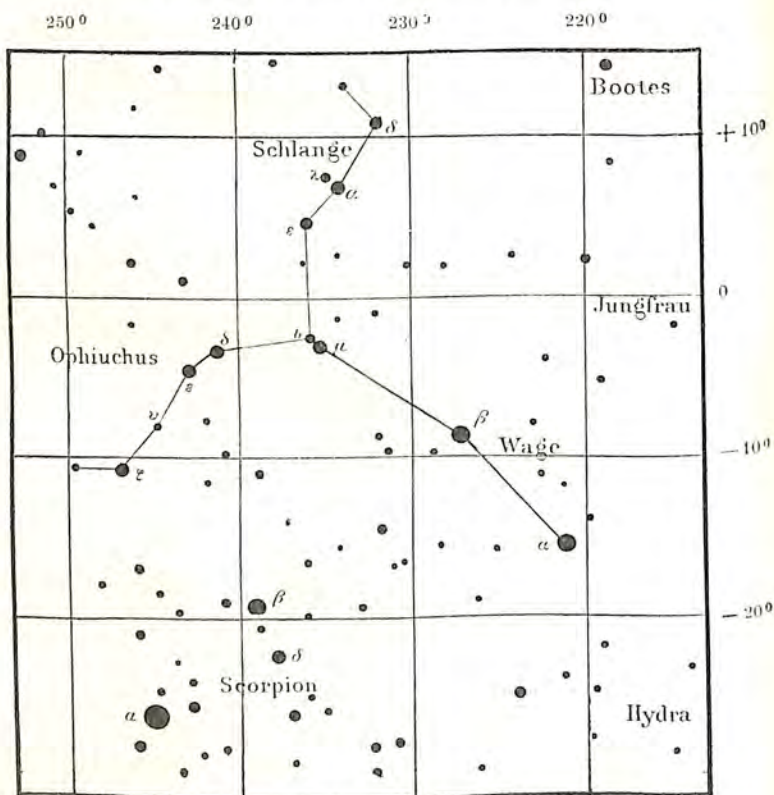 250° 240° 230° 220°
Bootes
δ
+10°
Schlange
λ
α
ε
0
Jungfrau
δ
b
μ
Ophiuchus
ε
β
υ
Wage
-10°
ζ
α
β
-20°
δ
Scorpion
α
Hydra